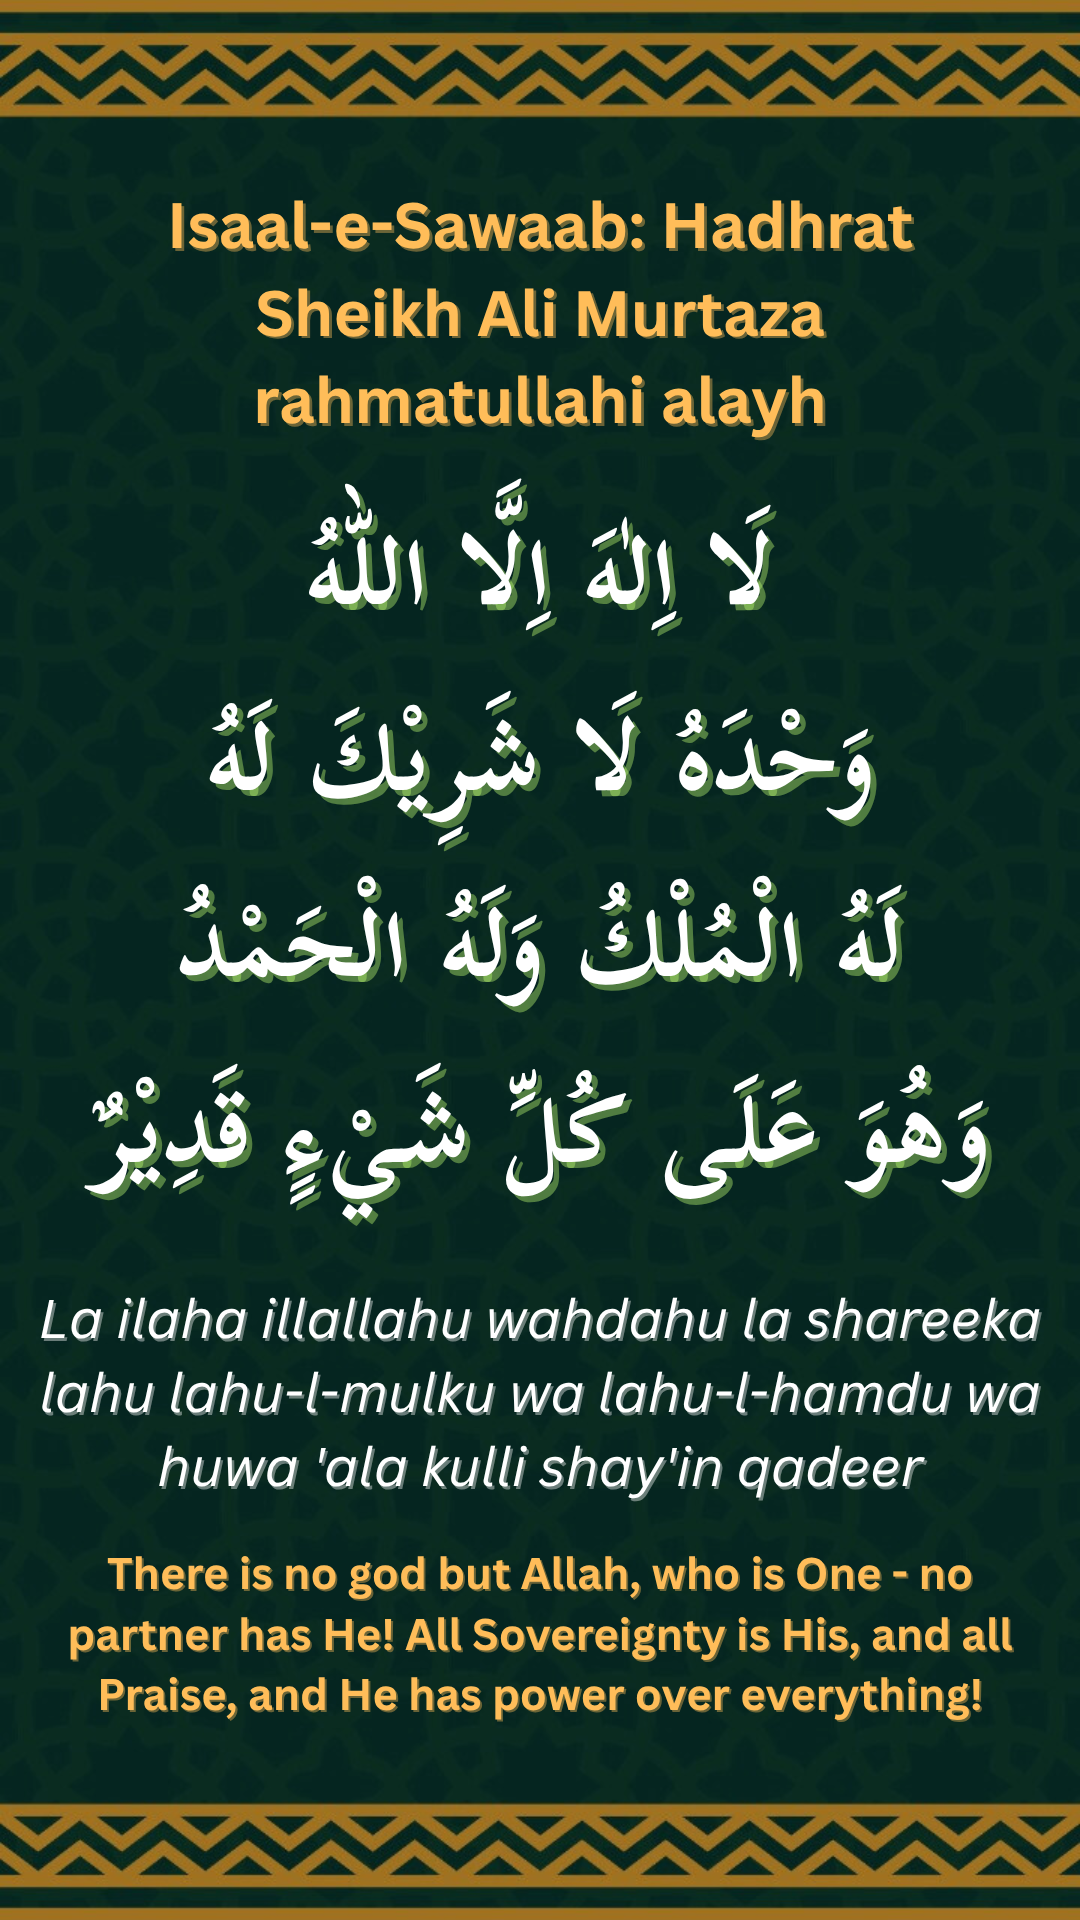 Isaal-e-Sawaab: Hadhrat
Sheikh Ali Murtaza
rahmatullahi alayh
لَا اِلٰهَ اِلَّا اللّٰهُ
وَحْدَهُ لَا شَرِيْكَ لَهُ
لَهُ الْمُلْكُ وَلَهُ الْحَمْدُ
وَهُوَ عَلَى كُلِّ شَيْءٍ قَدِيْرٌ
La ilaha illallahu wahdahu la shareeka
lahu lahu-l-mulku wa lahu-l-hamdu wa
huwa 'ala kulli shay'in qadeer
There is no god but Allah, who is One - no
partner has He! All Sovereignty is His, and all
Praise, and He has power over everything!